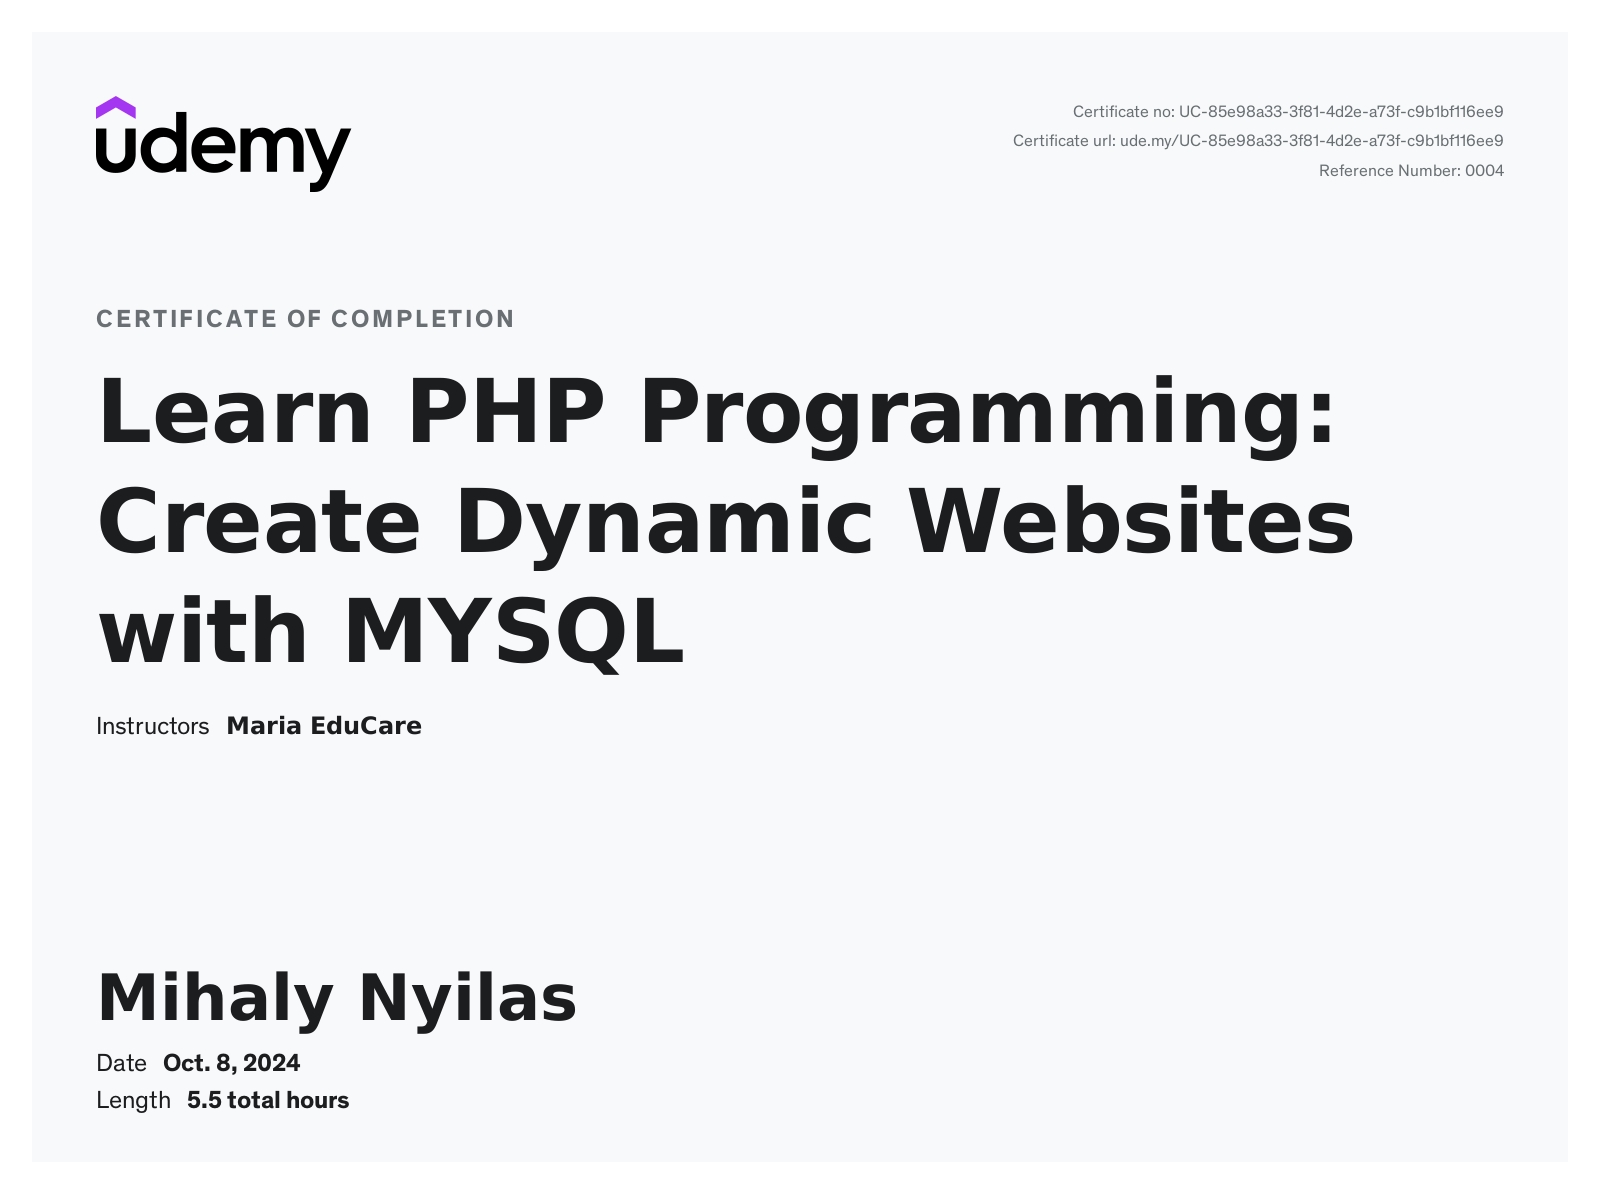 udemy
Certificate no: UC-85e98a33-3f81-4d2e-a73f-c9b1bf116ee9
Certificate url: ude.my/UC-85e98a33-3f81-4d2e-a73f-c9b1bf116ee9
Reference Number: 0004
CERTIFICATE OF COMPLETION
Learn PHP Programming:
Create Dynamic Websites
with MYSQL
Instructors Maria EduCare
Mihaly Nyilas
Date Oct. 8, 2024
Length 5.5 total hours